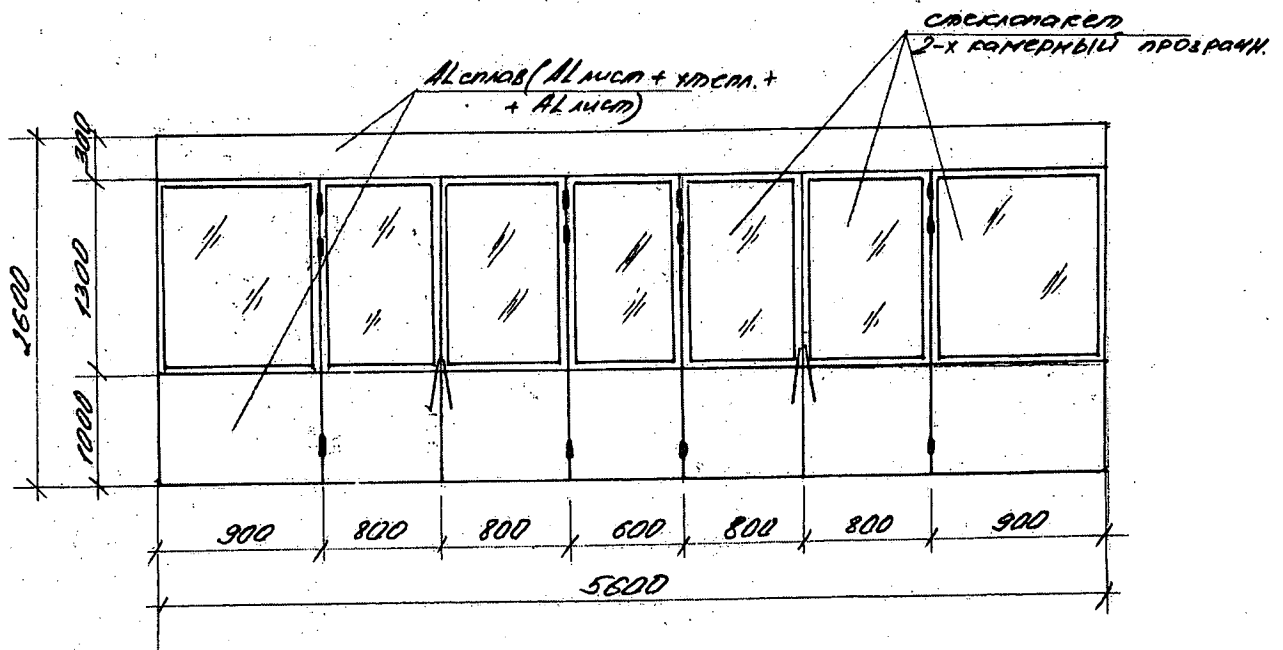 стеклопакет
2-х камерный прозрачн.
AL сплав (AL лист + утепл. +
+ AL лист)
300
1300
1000
2600
900 800 800 600 800 800 900
5600